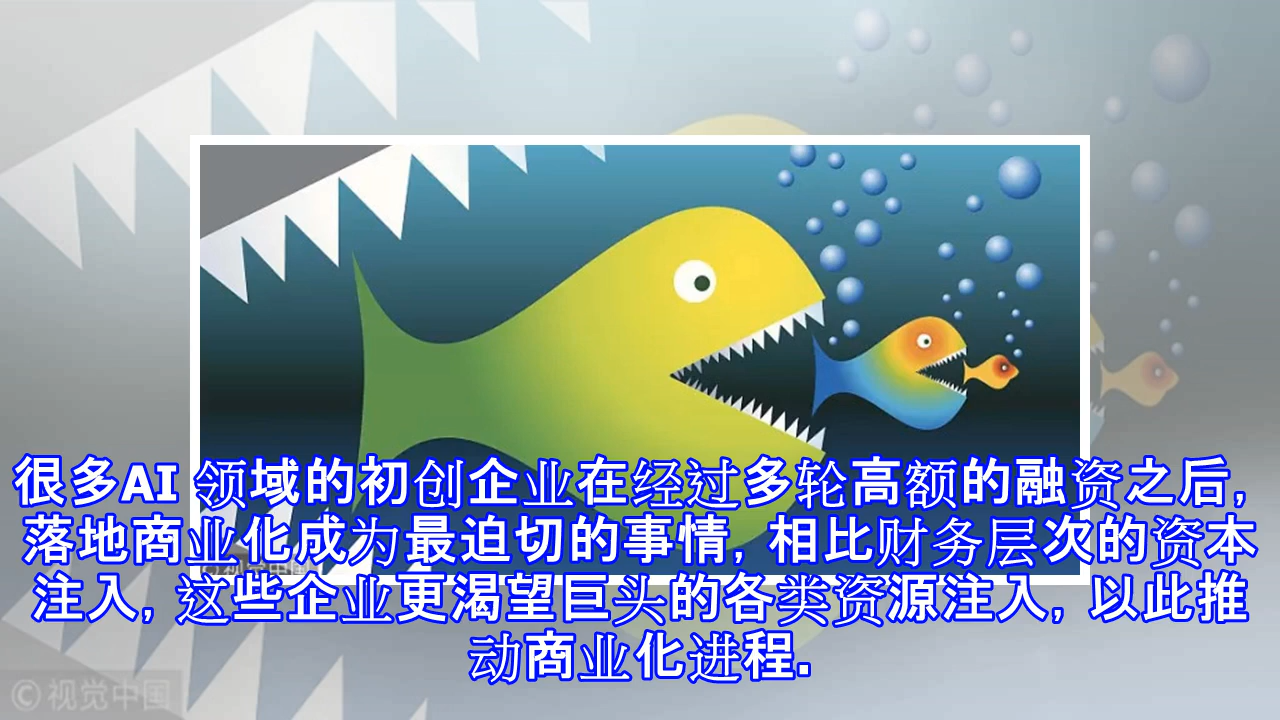 很多AI 领域的初创企业在经过多轮高额的融资之后,
落地商业化成为最迫切的事情, 相比财务层次的资本
注入, 这些企业更渴望巨头的各类资源注入, 以此推
动商业化进程.
©视觉中国
©视觉中国